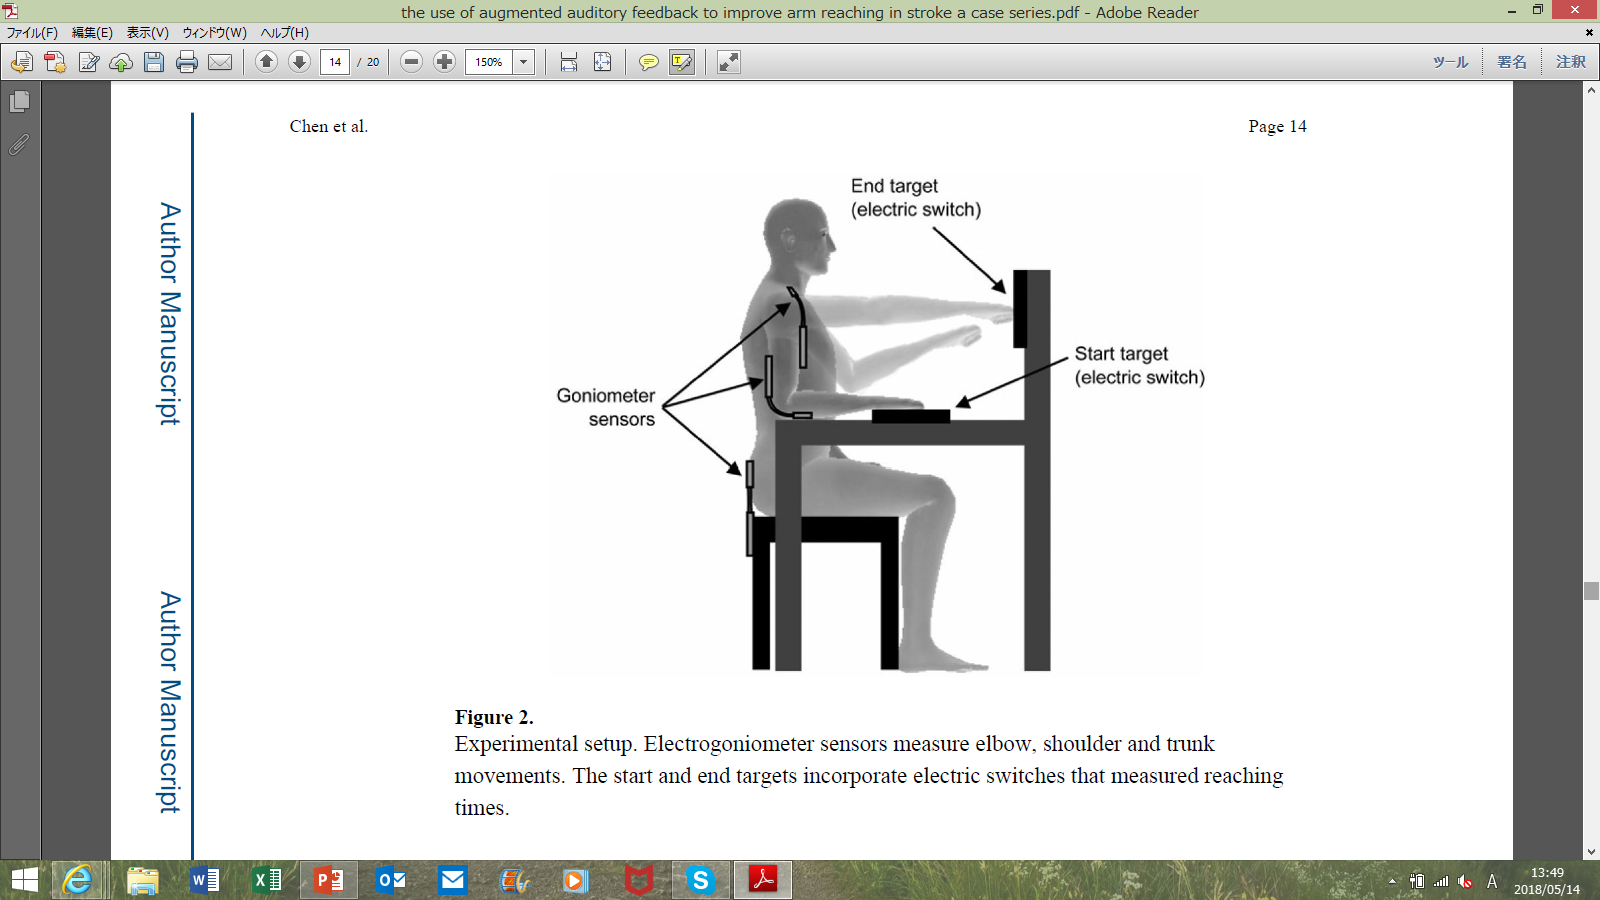 the use of augmented auditory feedback to improve arm reaching in stroke a case series.pdf - Adobe Reader
ファイル(F) 編集(E) 表示(V) ウィンドウ(W) ヘルプ(H)
14 / 20 150% ツール 署名 注釈
Chen et al. Page 14
Author Manuscript
Author Manuscript
End target
(electric switch)
Start target
(electric switch)
Goniometer
sensors
Figure 2.
Experimental setup. Electrogoniometer sensors measure elbow, shoulder and trunk
movements. The start and end targets incorporate electric switches that measured reaching
times.
A 13:49
2018/05/14